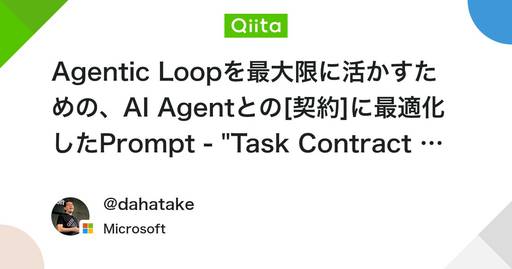 Qiita
Agentic Loopを最大限に活かすた
めの、AI Agentとの[契約]に最適化
したPrompt - "Task Contract …
@dahatake
Microsoft